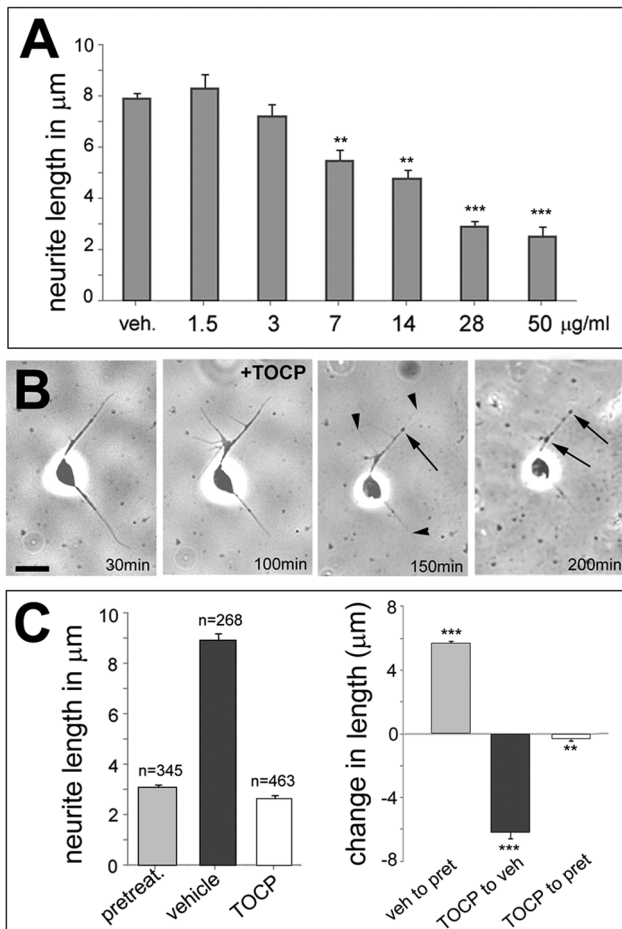 A
neurite length in μm
10
8
6
4
2
0
** ** *** ***
veh. 1.5 3 7 14 28 50 μg/ml
B
+TOCP
30min 100min 150min 200min
C
neurite length in μm
10
8
6
4
2
0
n=345 n=268 n=463
pretreat. vehicle TOCP
change in length (μm)
8
4
0
-4
-8
*** *** **
veh to pret TOCP to veh TOCP to pret